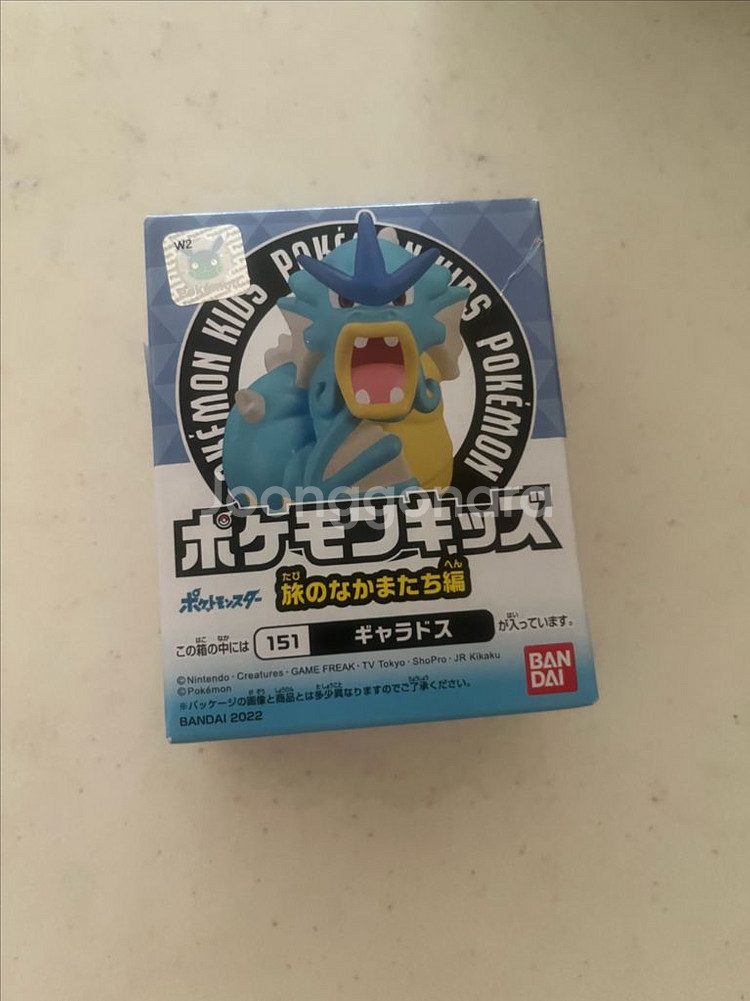 W2
Pokémon
POKÉMON KIDS POKÉMON KIDS POKÉMON
Joonggonara
ポケモンキッズ
ポケットモンスター
たび へん
旅のなかまたち編
はこ なか はい
この箱の中には 151 ギャラドス が入っています。
©Nintendo・Creatures・GAME FREAK・TV Tokyo・ShoPro・JR Kikaku
©Pokémon
※パッケージの画像と商品とは多少異なりますのでご了承ください。
BANDAI 2022
BAN
DAI